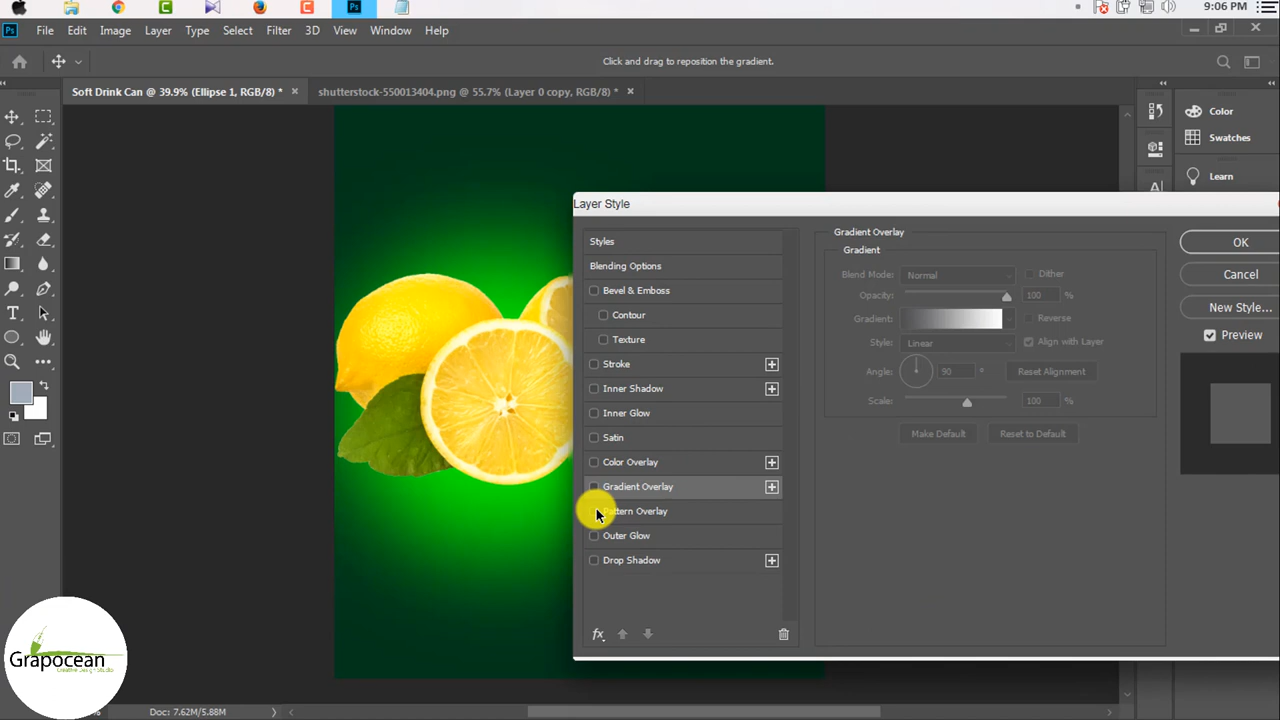 9:06 PM
Ps File Edit Image Layer Type Select Filter 3D View Window Help
Click and drag to reposition the gradient.
Soft Drink Can @ 39.9% (Ellipse 1, RGB/8) * × shutterstock-550013404.png @ 55.7% (Layer 0 copy, RGB/8) * ×
Color
Swatches
Learn
Layer Style
Styles
Blending Options
Bevel & Emboss
Contour
Texture
Stroke
Inner Shadow
Inner Glow
Satin
Color Overlay
Gradient Overlay
Pattern Overlay
Outer Glow
Drop Shadow
fx
Gradient Overlay
Gradient
Blend Mode: Normal Dither
Opacity: 100 %
Gradient: Reverse
Style: Linear Align with Layer
Angle: 90 ° Reset Alignment
Scale: 100 %
Make Default Reset to Default
OK
Cancel
New Style...
Preview
Grapocean
Creative Design Studio
Doc: 7.62M/5.88M